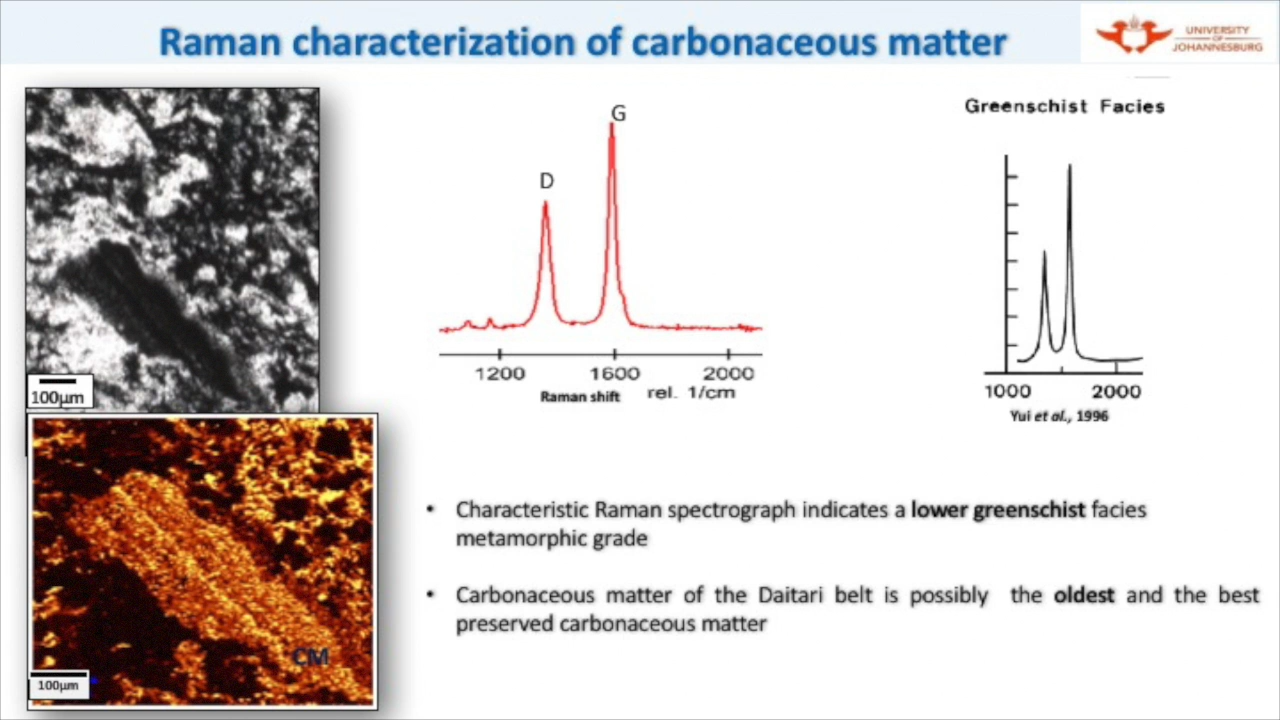 Raman characterization of carbonaceous matter
UNIVERSITY
OF
JOHANNESBURG
G
D
1200 1600 2000
Raman shift rel. 1/cm
Greenschist Facies
1000 2000
Yui et al., 1996
100µm
CM
100µm
• Characteristic Raman spectrograph indicates a lower greenschist facies
metamorphic grade
• Carbonaceous matter of the Daitari belt is possibly the oldest and the best
preserved carbonaceous matter